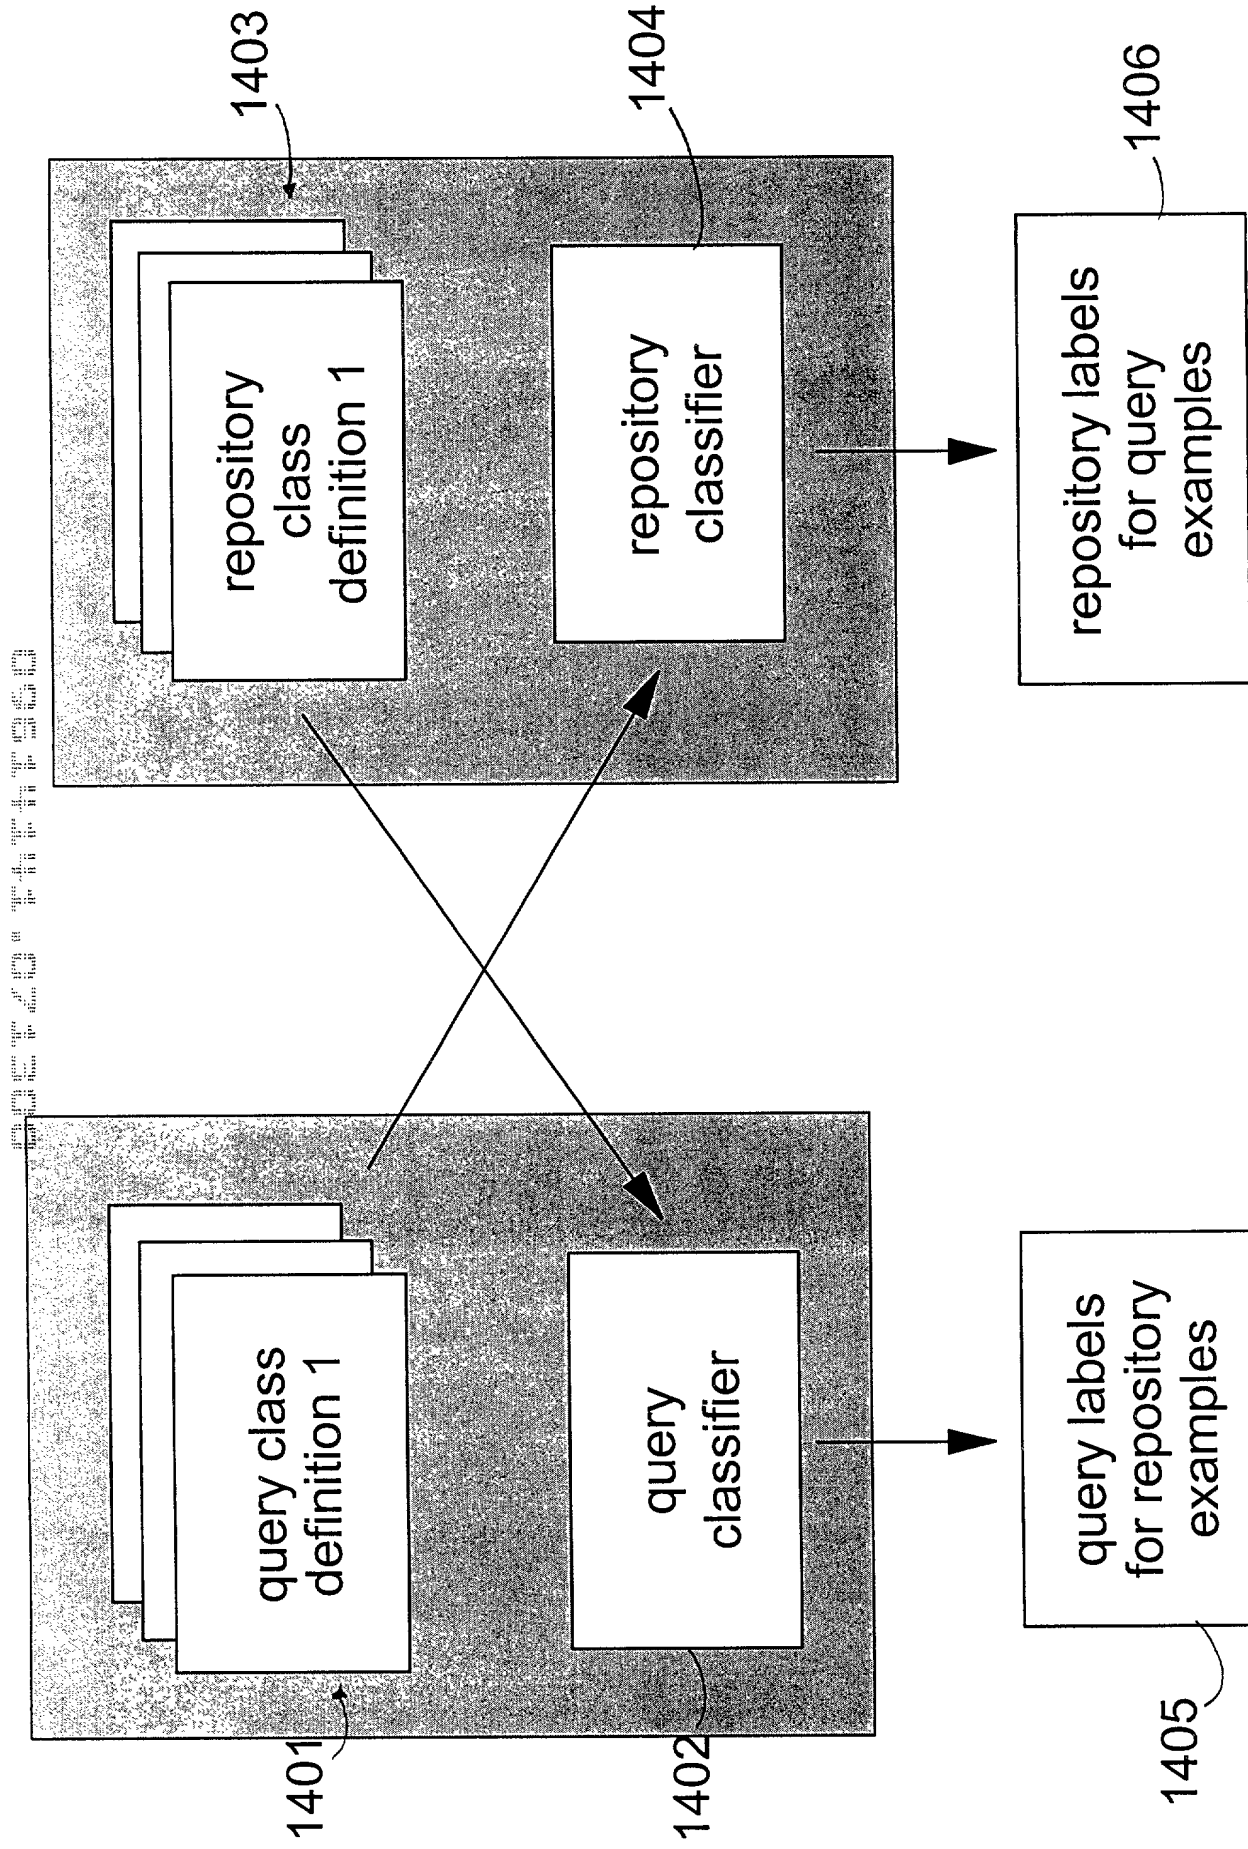 1401
query class
definition 1
1402
query
classifier
1403
repository
class
definition 1
1404
repository
classifier
1405
query labels
for repository
examples
1406
repository labels
for query
examples